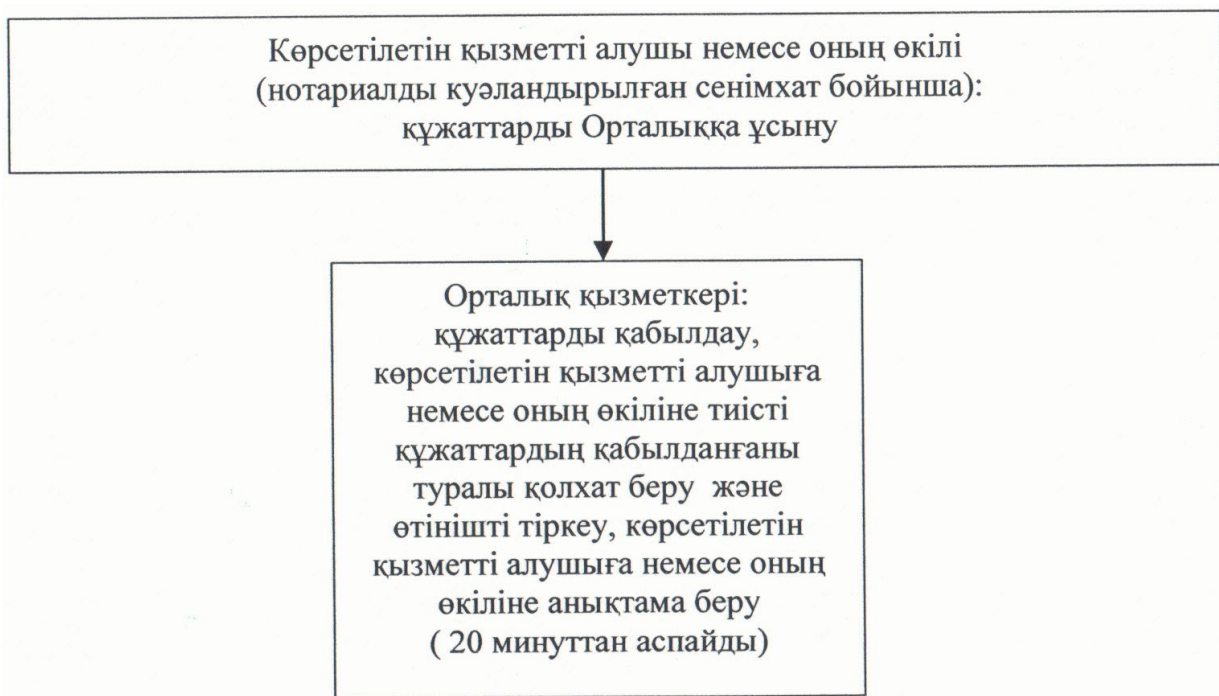 Көрсетілетін қызметті алушы немесе оның өкілі
(нотариалды куәландырылған сенімхат бойынша):
құжаттарды Орталыққа ұсыну
Орталық қызметкері:
құжаттарды қабылдау,
көрсетілетін қызметті алушыға
немесе оның өкіліне тиісті
құжаттардың қабылданғаны
туралы қолхат беру және
өтінішті тіркеу, көрсетілетін
қызметті алушыға немесе оның
өкіліне анықтама беру
( 20 минуттан аспайды)